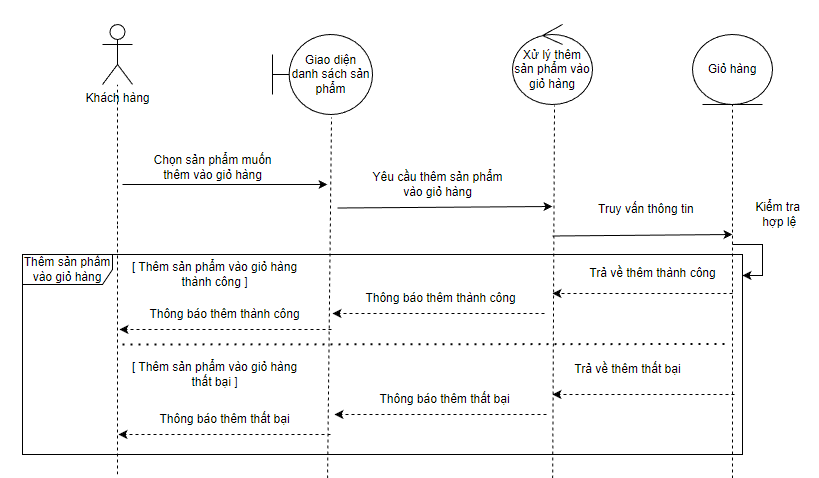 Khách hàng
Giao diện
danh sách sản
phẩm
Xử lý thêm
sản phẩm vào
giỏ hàng
Giỏ hàng
Chọn sản phẩm muốn
thêm vào giỏ hàng
Yêu cầu thêm sản phẩm
vào giỏ hàng
Truy vấn thông tin
Kiểm tra
hợp lệ
Thêm sản phẩm
vào giỏ hàng
[ Thêm sản phẩm vào giỏ hàng
thành công ]
Trả về thêm thành công
Thông báo thêm thành công
Thông báo thêm thành công
[ Thêm sản phẩm vào giỏ hàng
thất bại ]
Trả về thêm thất bại
Thông báo thêm thất bại
Thông báo thêm thất bại